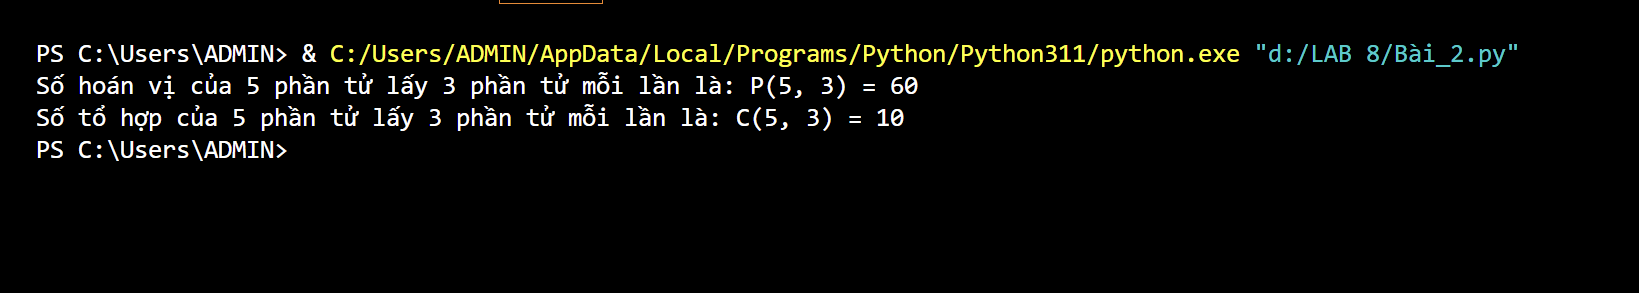 PS C:\Users\ADMIN> & C:/Users/ADMIN/AppData/Local/Programs/Python/Python311/python.exe "d:/LAB 8/Bài_2.py"
Số hoán vị của 5 phần tử lấy 3 phần tử mỗi lần là: P(5, 3) = 60
Số tổ hợp của 5 phần tử lấy 3 phần tử mỗi lần là: C(5, 3) = 10
PS C:\Users\ADMIN>